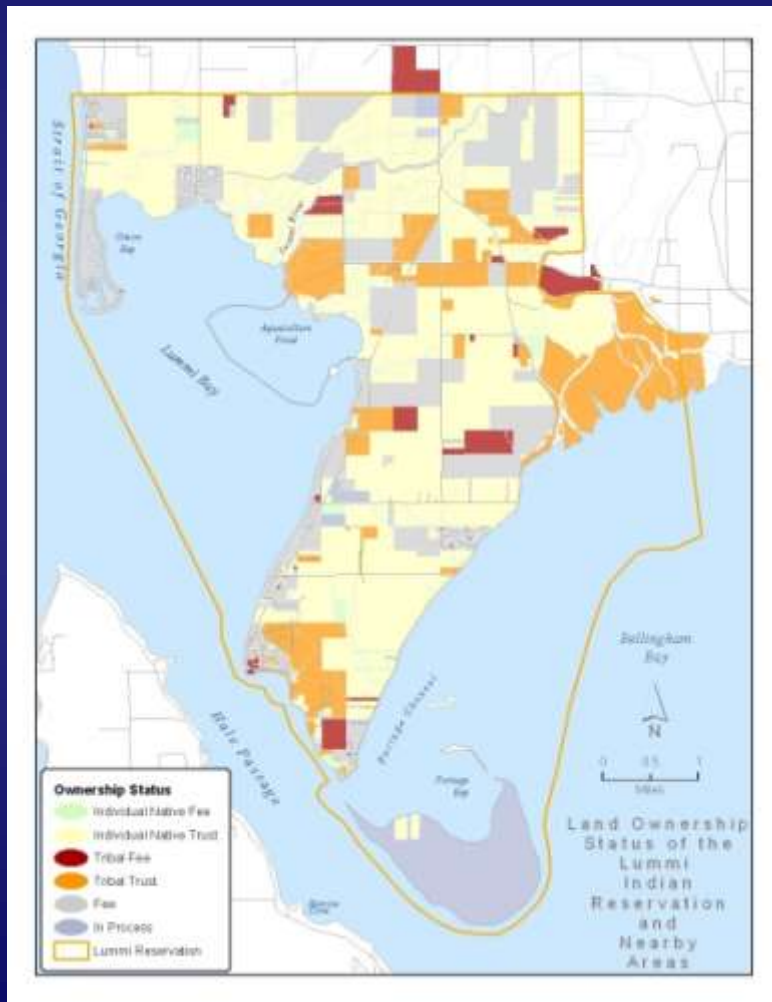 Strait of Georgia
Lummi Bay
Aquaculture
Pond
Bellingham
Bay
N
0 0.5 1
Miles
Hale Passage
Portage Channel
Portage
Bay
Ownership Status
Individual Native Fee
Individual Native Trust
Tribal Fee
Tribal Trust
Fee
In Process
Lummi Reservation
Land Ownership
Status of the
Lummi
Indian
Reservation
and
Nearby
Areas